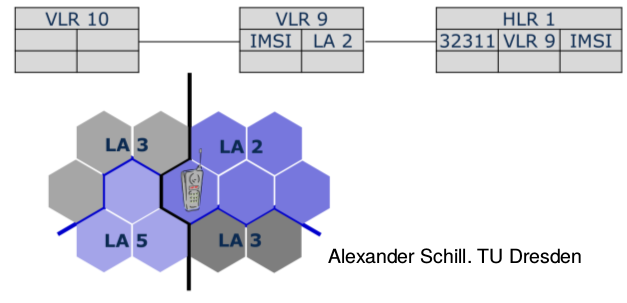 VLR 10
VLR 9
HLR 1
IMSI LA 2
32311 VLR 9 IMSI
LA 3
LA 2
LA 5
LA 3
Alexander Schill. TU Dresden